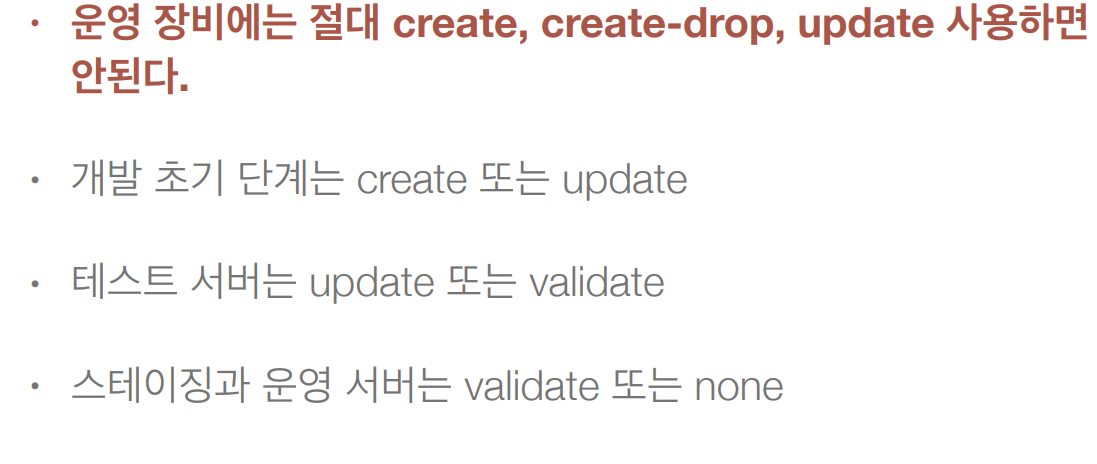 • 운영 장비에는 절대 create, create-drop, update 사용하면
안된다.
• 개발 초기 단계는 create 또는 update
• 테스트 서버는 update 또는 validate
• 스테이징과 운영 서버는 validate 또는 none